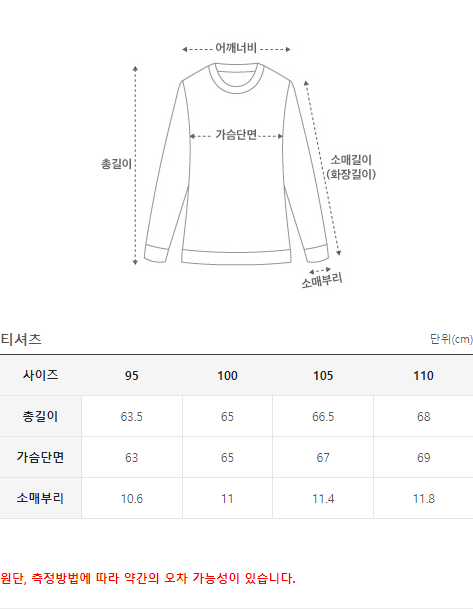 어깨너비
가슴단면
총길이
소매길이
(화장길이)
소매부리
티셔츠 단위(cm)
사이즈 95 100 105 110
총길이 63.5 65 66.5 68
가슴단면 63 65 67 69
소매부리 10.6 11 11.4 11.8
원단, 측정방법에 따라 약간의 오차 가능성이 있습니다.